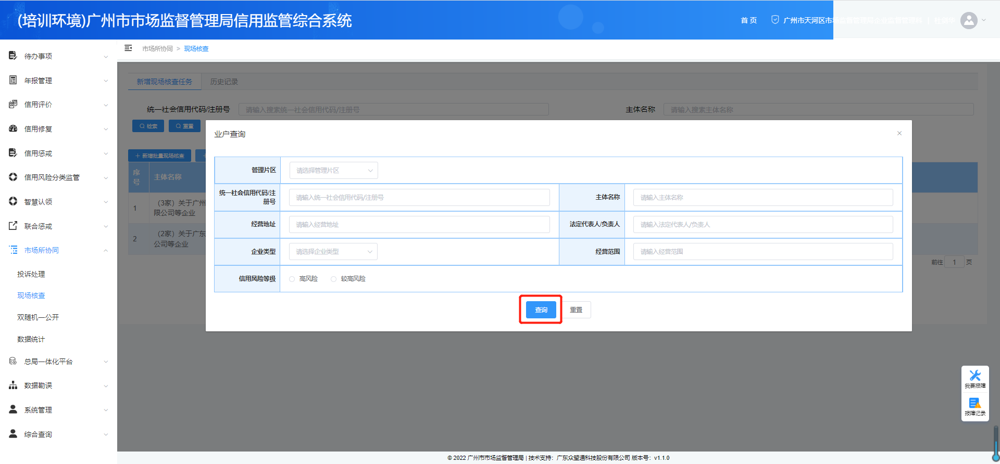 (培训环境)广州市市场监督管理局信用监管综合系统
首页
广州市天河区市场监督管理局企业监督管理科
待办事项
年报管理
信用评价
信用修复
信用惩戒
信用风险分类监管
智慧认领
联合惩戒
市场所协同
投诉处理
现场核查
双随机一公开
数据统计
总局一体化平台
数据勘误
系统管理
综合查询
市场所协同 > 现场核查
新增现场核查任务 历史记录
统一社会信用代码/注册号 请输入搜索统一社会信用代码/注册号 主体名称 请输入搜索主体名称
检索 重置
新增批量现场核查
序号 主体名称
1 （3家）关于广州
限公司等企业
2 （2家）关于广东
公司等企业
前往 1 页
业户查询
管理片区 请选择管理片区
统一社会信用代码/注
册号 请输入统一社会信用代码/注册号 主体名称 请输入主体名称
经营地址 请输入经营地址 法定代表人/负责人 请输入法定代表人/负责人
企业类型 请选择企业类型 经营范围 请输入经营范围
信用风险等级 高风险 较高风险
查询 重置
我要报障
报障记录
© 2022 广州市市场监督管理局 | 技术支持：广东众望通科技股份有限公司 版本号：v1.1.0